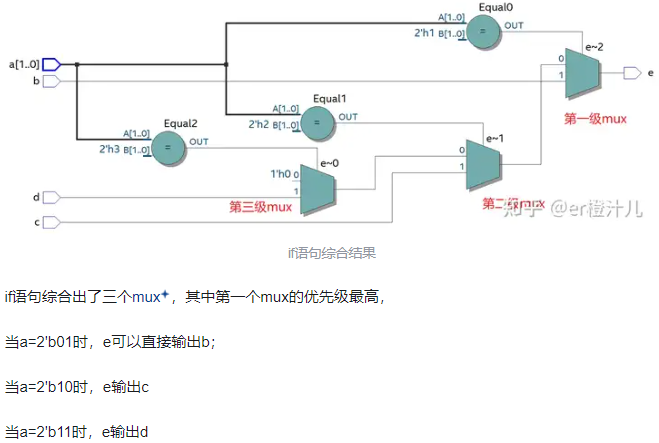 Equal0
A[1..0]
OUT
2'h1 B[1..0]
=
e~2
a[1..0]
0
e
b
1
Equal1
A[1..0]
第一级mux
Equal2
OUT
2'h2 B[1..0]
=
A[1..0]
e~1
OUT
2'h3 B[1..0]
=
e~0
0
1
1'h0 0
1
d
第三级mux
第二级mux
知乎 @er橙汁儿
c
if语句综合结果
if语句综合出了三个mux,其中第一个mux的优先级最高,
当a=2'b01时,e可以直接输出b;
当a=2'b10时,e输出c
当a=2'b11时,e输出d